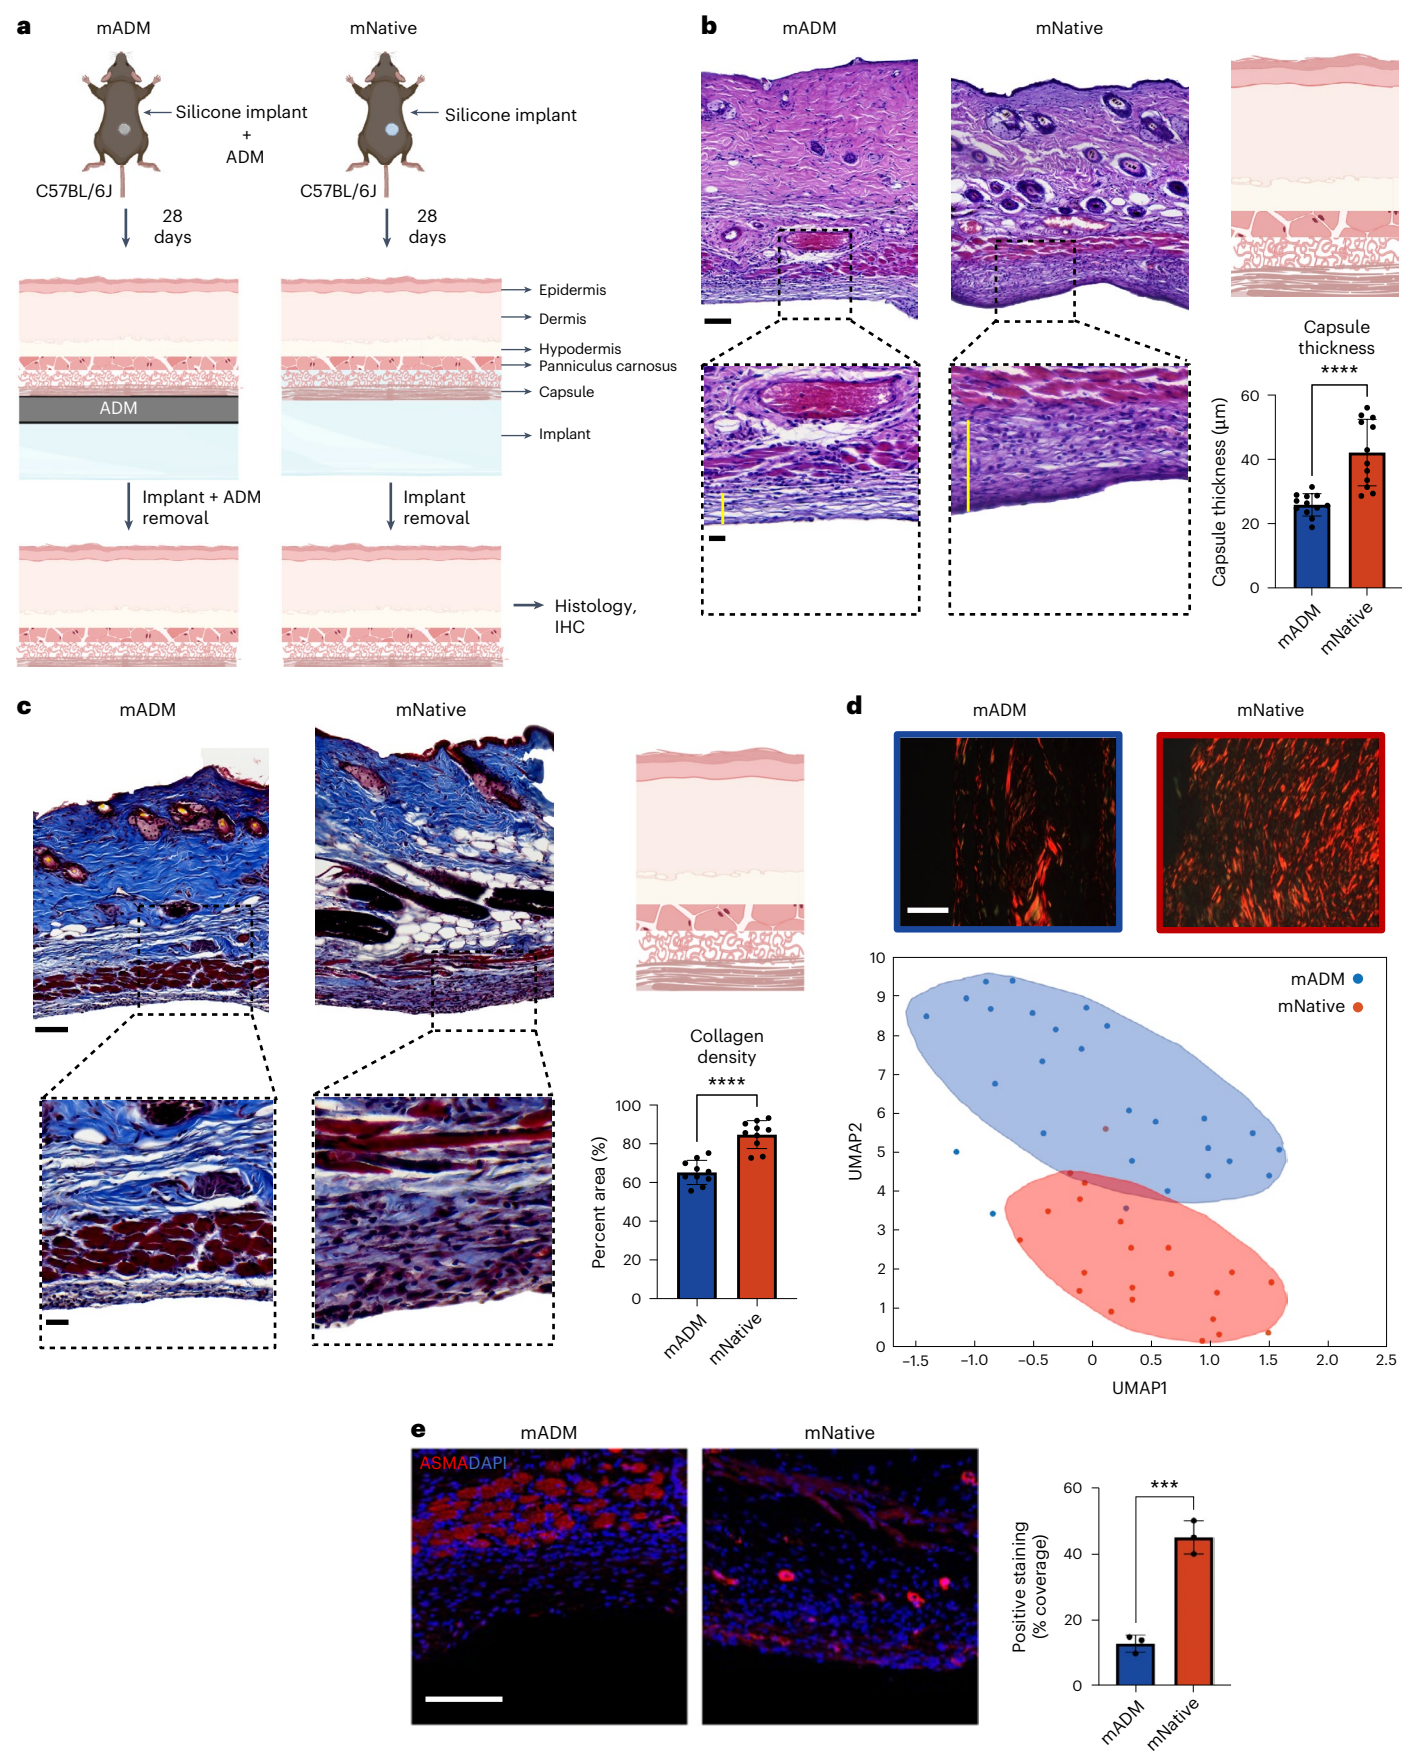 a
mADM
mNative
Silicone implant
+
ADM
Silicone implant
C57BL/6J
C57BL/6J
28
days
28
days
Epidermis
Dermis
Hypodermis
Panniculus carnosus
Capsule
ADM
Implant
Implant + ADM
removal
Implant
removal
Histology,
IHC
b
mADM
mNative
Capsule
thickness
****
Capsule thickness (μm)
60
40
20
0
mADM
mNative
c
mADM
mNative
Collagen
density
****
Percent area (%)
100
80
60
40
20
0
mADM
mNative
d
mADM
mNative
mADM
mNative
UMAP2
10
9
8
7
6
5
4
3
2
1
0
–1.5
–1.0
–0.5
0
0.5
1.0
1.5
2.0
2.5
UMAP1
e
mADM
mNative
ASMADAPI
***
Positive staining
(% coverage)
60
40
20
0
mADM
mNative